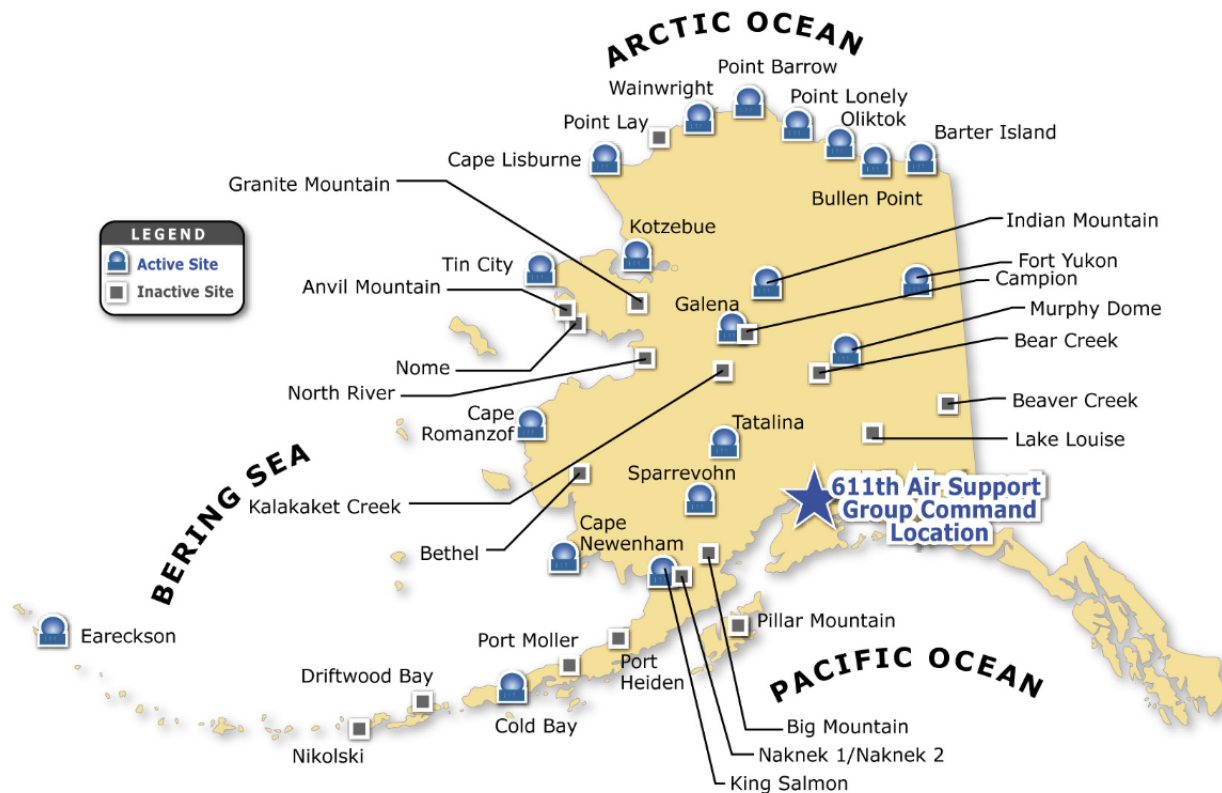 ARCTIC OCEAN
Point Barrow
Wainwright
Point Lonely
Oliktok
Point Lay
Barter Island
Cape Lisburne
Granite Mountain
Bullen Point
Indian Mountain
LEGEND
Active Site
Inactive Site
Kotzebue
Tin City
Fort Yukon
Campion
Anvil Mountain
Galena
Murphy Dome
Bear Creek
Nome
North River
Beaver Creek
Cape
Romanzof
Tatalina
Lake Louise
BERING SEA
Sparrevohn
611th Air Support
Group Command
Location
Kalakaket Creek
Cape
Newenham
Bethel
Eareckson
Port Moller
Pillar Mountain
Port
Heiden
PACIFIC OCEAN
Driftwood Bay
Cold Bay
Big Mountain
Nikolski
Naknek 1/Naknek 2
King Salmon